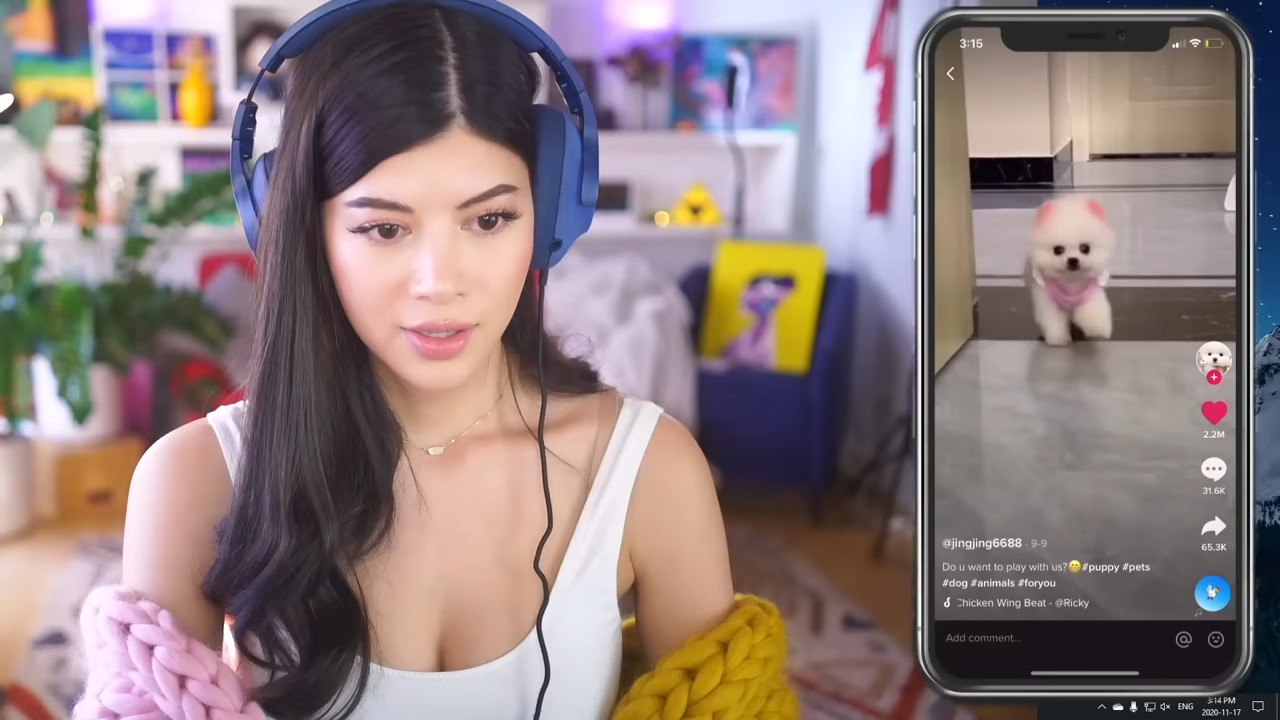 3:15
2.2M
31.6K
65.3K
@jingjing6688 · 9-9
Do u want to play with us?😁#puppy #pets
#dog #animals #foryou
Chicken Wing Beat - @Ricky
Add comment...
ENG
3:14 PM
2020-11-17